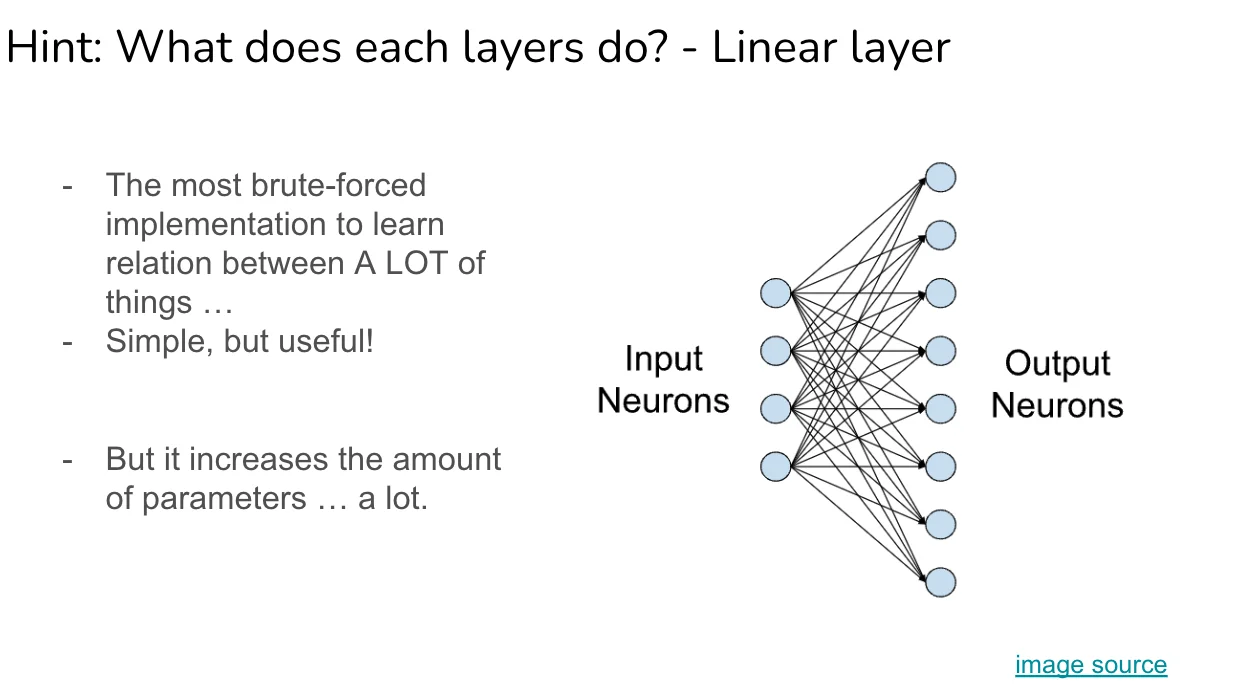 Hint: What does each layers do? - Linear layer
- The most brute-forced
implementation to learn
relation between A LOT of
things …
- Simple, but useful!
- But it increases the amount
of parameters … a lot.
Input
Neurons
Output
Neurons
image source